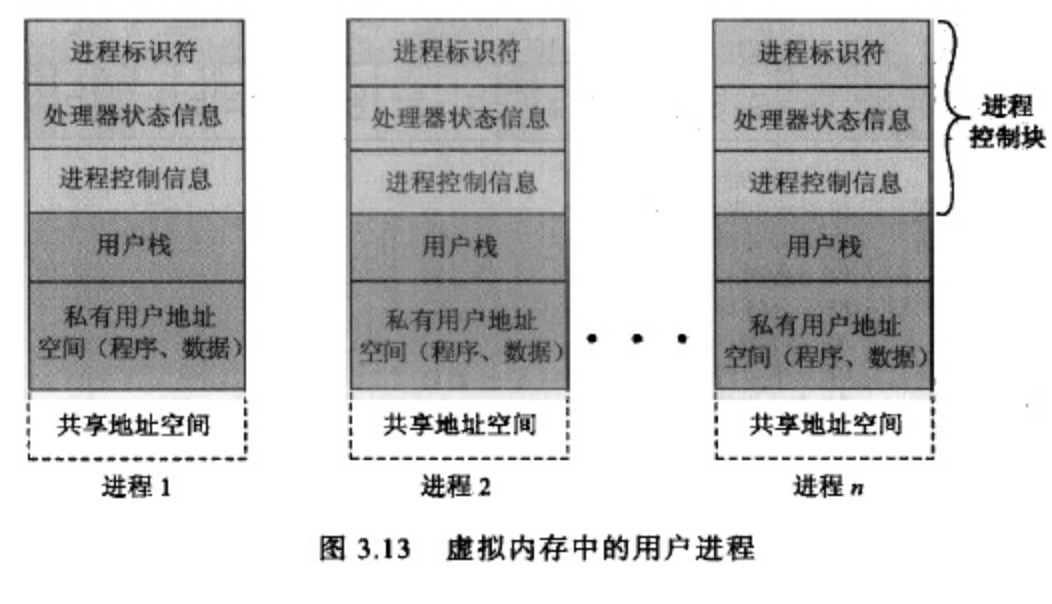 进程标识符
处理器状态信息
进程控制信息
用户栈
私有用户地址
空间（程序、数据）
共享地址空间
进程 1
进程标识符
处理器状态信息
进程控制信息
用户栈
私有用户地址
空间（程序、数据）
共享地址空间
进程 2
• • •
进程标识符
处理器状态信息
进程控制信息
用户栈
私有用户地址
空间（程序、数据）
共享地址空间
进程 n
进程
控制块
图 3.13 虚拟内存中的用户进程